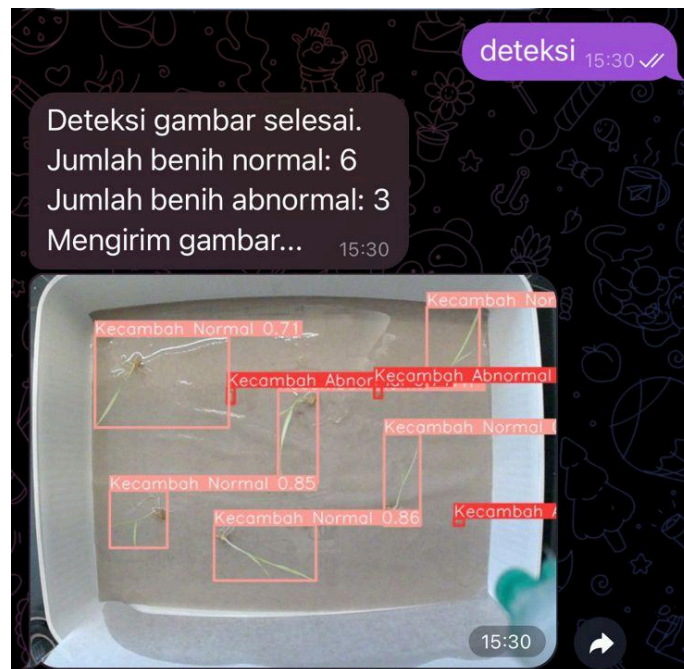 deteksi 15:30
Deteksi gambar selesai.
Jumlah benih normal: 6
Jumlah benih abnormal: 3
Mengirim gambar... 15:30
Kecambah Nor
Kecambah Normal 0.71
Kecambah Abnor
Kecambah Abnormal
Kecambah Normal
Kecambah Normal 0.85
Kecambah Normal 0.86
Kecambah
15:30